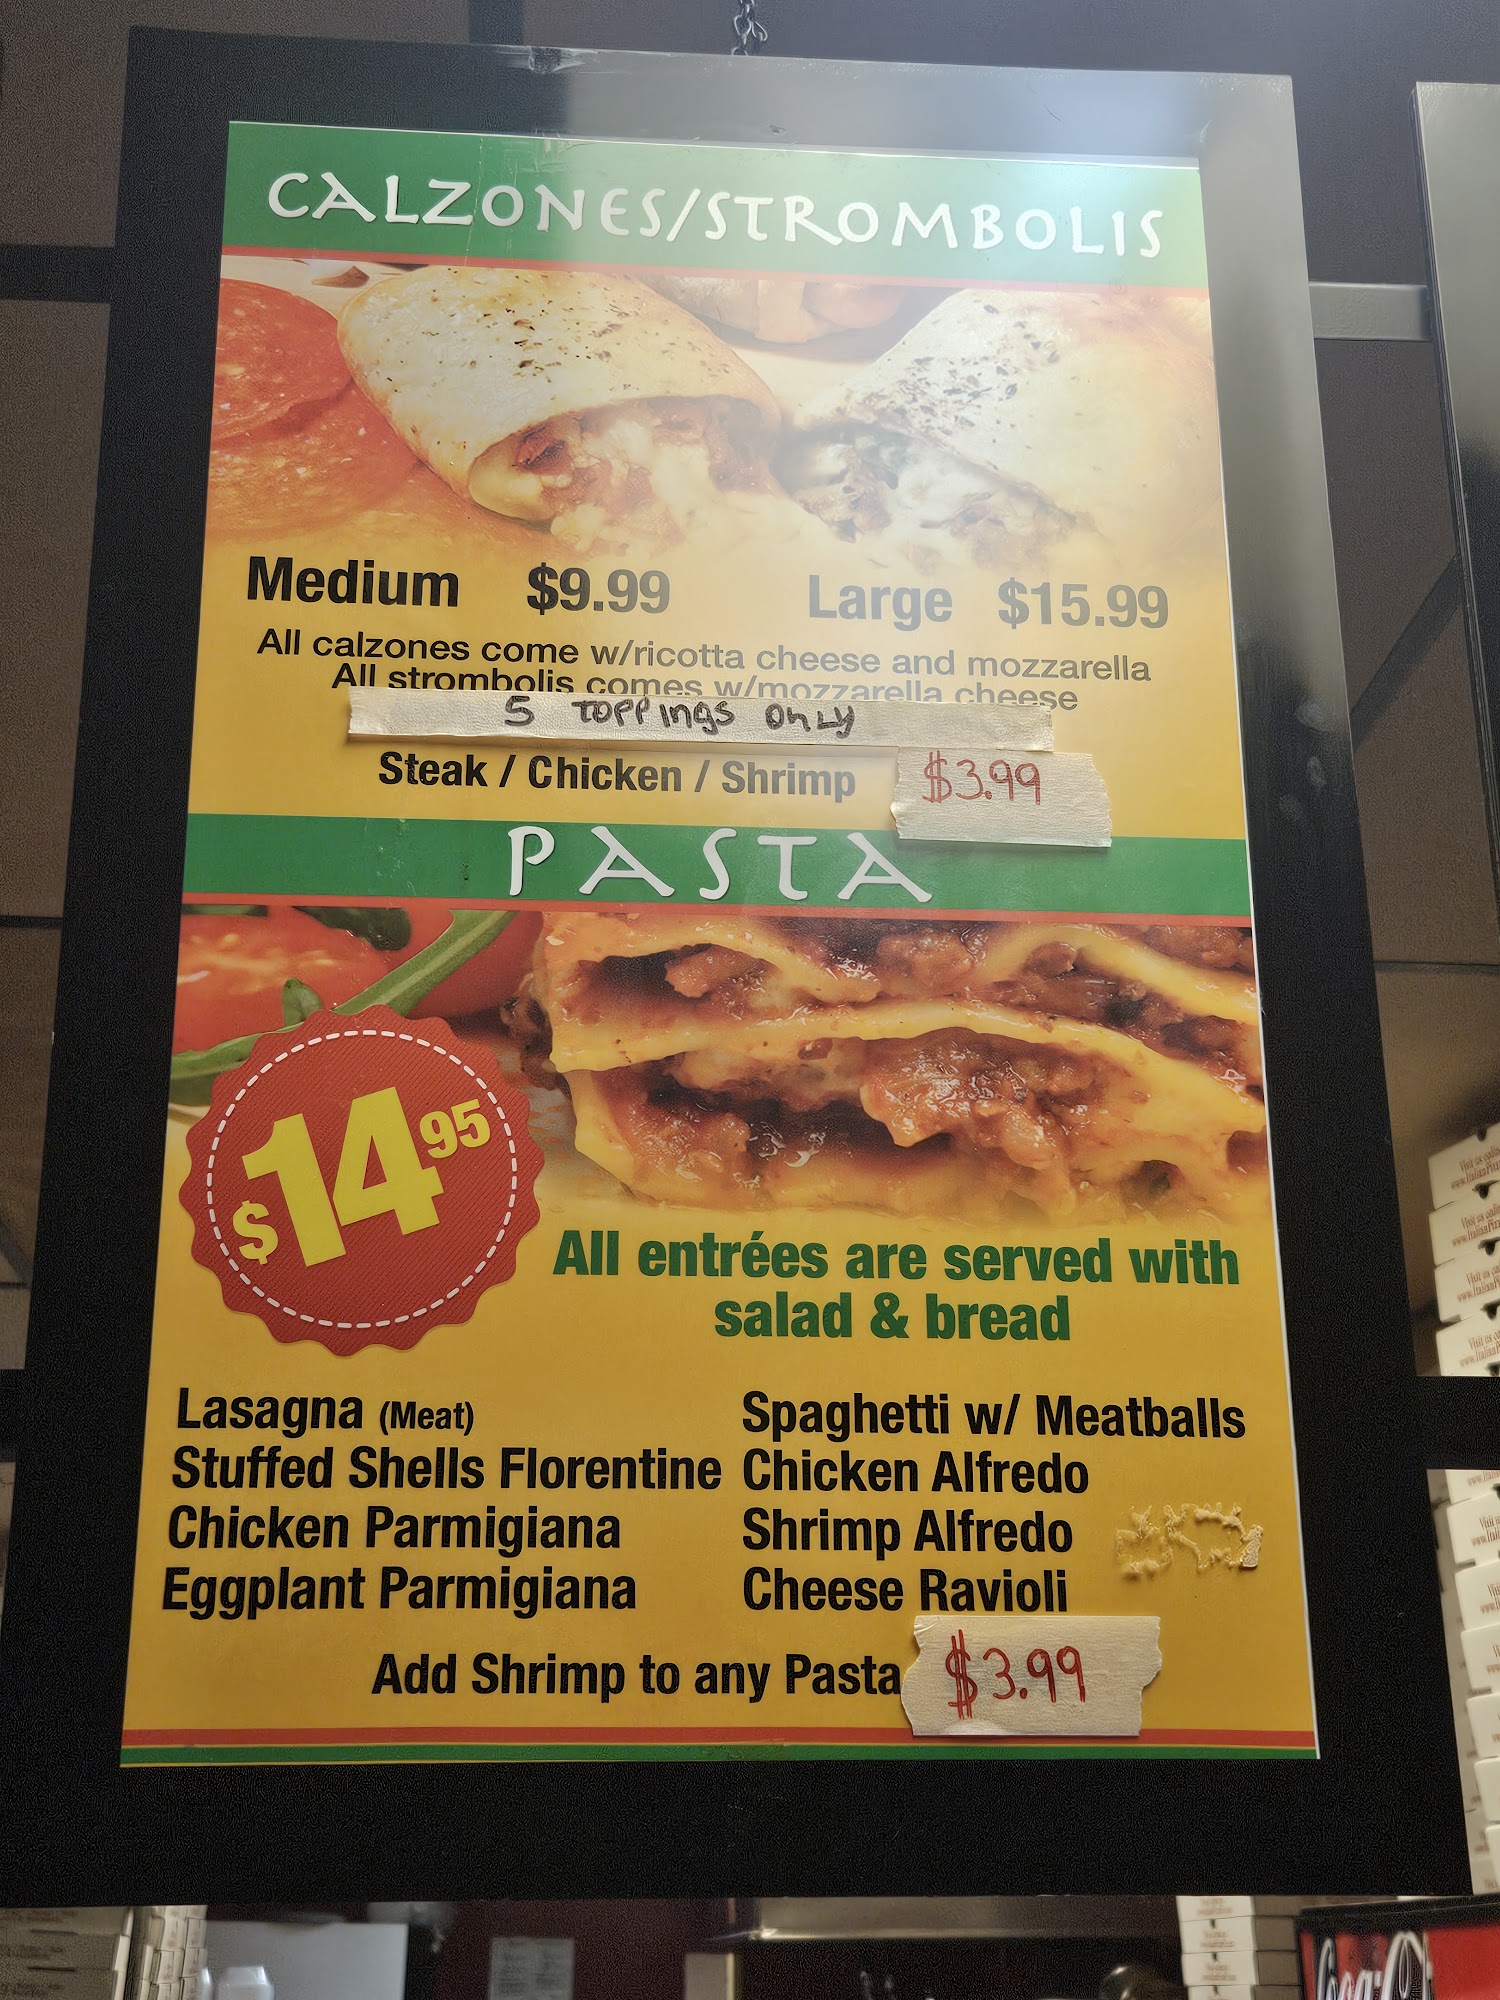 CALZONES/STROMBOLIS
Medium $9.99 Large $15.99
All calzones come w/ricotta cheese and mozzarella
All strombolis comes w/mozzarella cheese
5 TOPPINGS ONLY
Steak / Chicken / Shrimp $3.99
PASTA
$14 95
All entrées are served with
salad & bread
Lasagna (Meat)
Stuffed Shells Florentine
Chicken Parmigiana
Eggplant Parmigiana
Spaghetti w/ Meatballs
Chicken Alfredo
Shrimp Alfredo
Cheese Ravioli
Add Shrimp to any Pasta $3.99